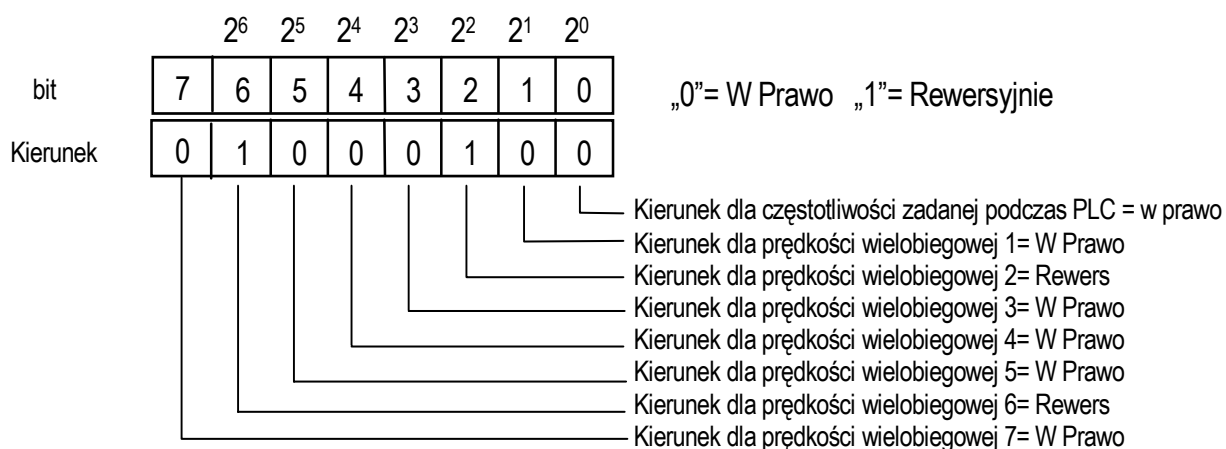 2⁶ 2⁵ 2⁴ 2³ 2² 2¹ 2⁰
bit 7 6 5 4 3 2 1 0 „0”= W Prawo „1”= Rewersyjnie
Kierunek 0 1 0 0 0 1 0 0
Kierunek dla częstotliwości zadanej podczas PLC = w prawo
Kierunek dla prędkości wielobiegowej 1= W Prawo
Kierunek dla prędkości wielobiegowej 2= Rewers
Kierunek dla prędkości wielobiegowej 3= W Prawo
Kierunek dla prędkości wielobiegowej 4= W Prawo
Kierunek dla prędkości wielobiegowej 5= W Prawo
Kierunek dla prędkości wielobiegowej 6= Rewers
Kierunek dla prędkości wielobiegowej 7= W Prawo